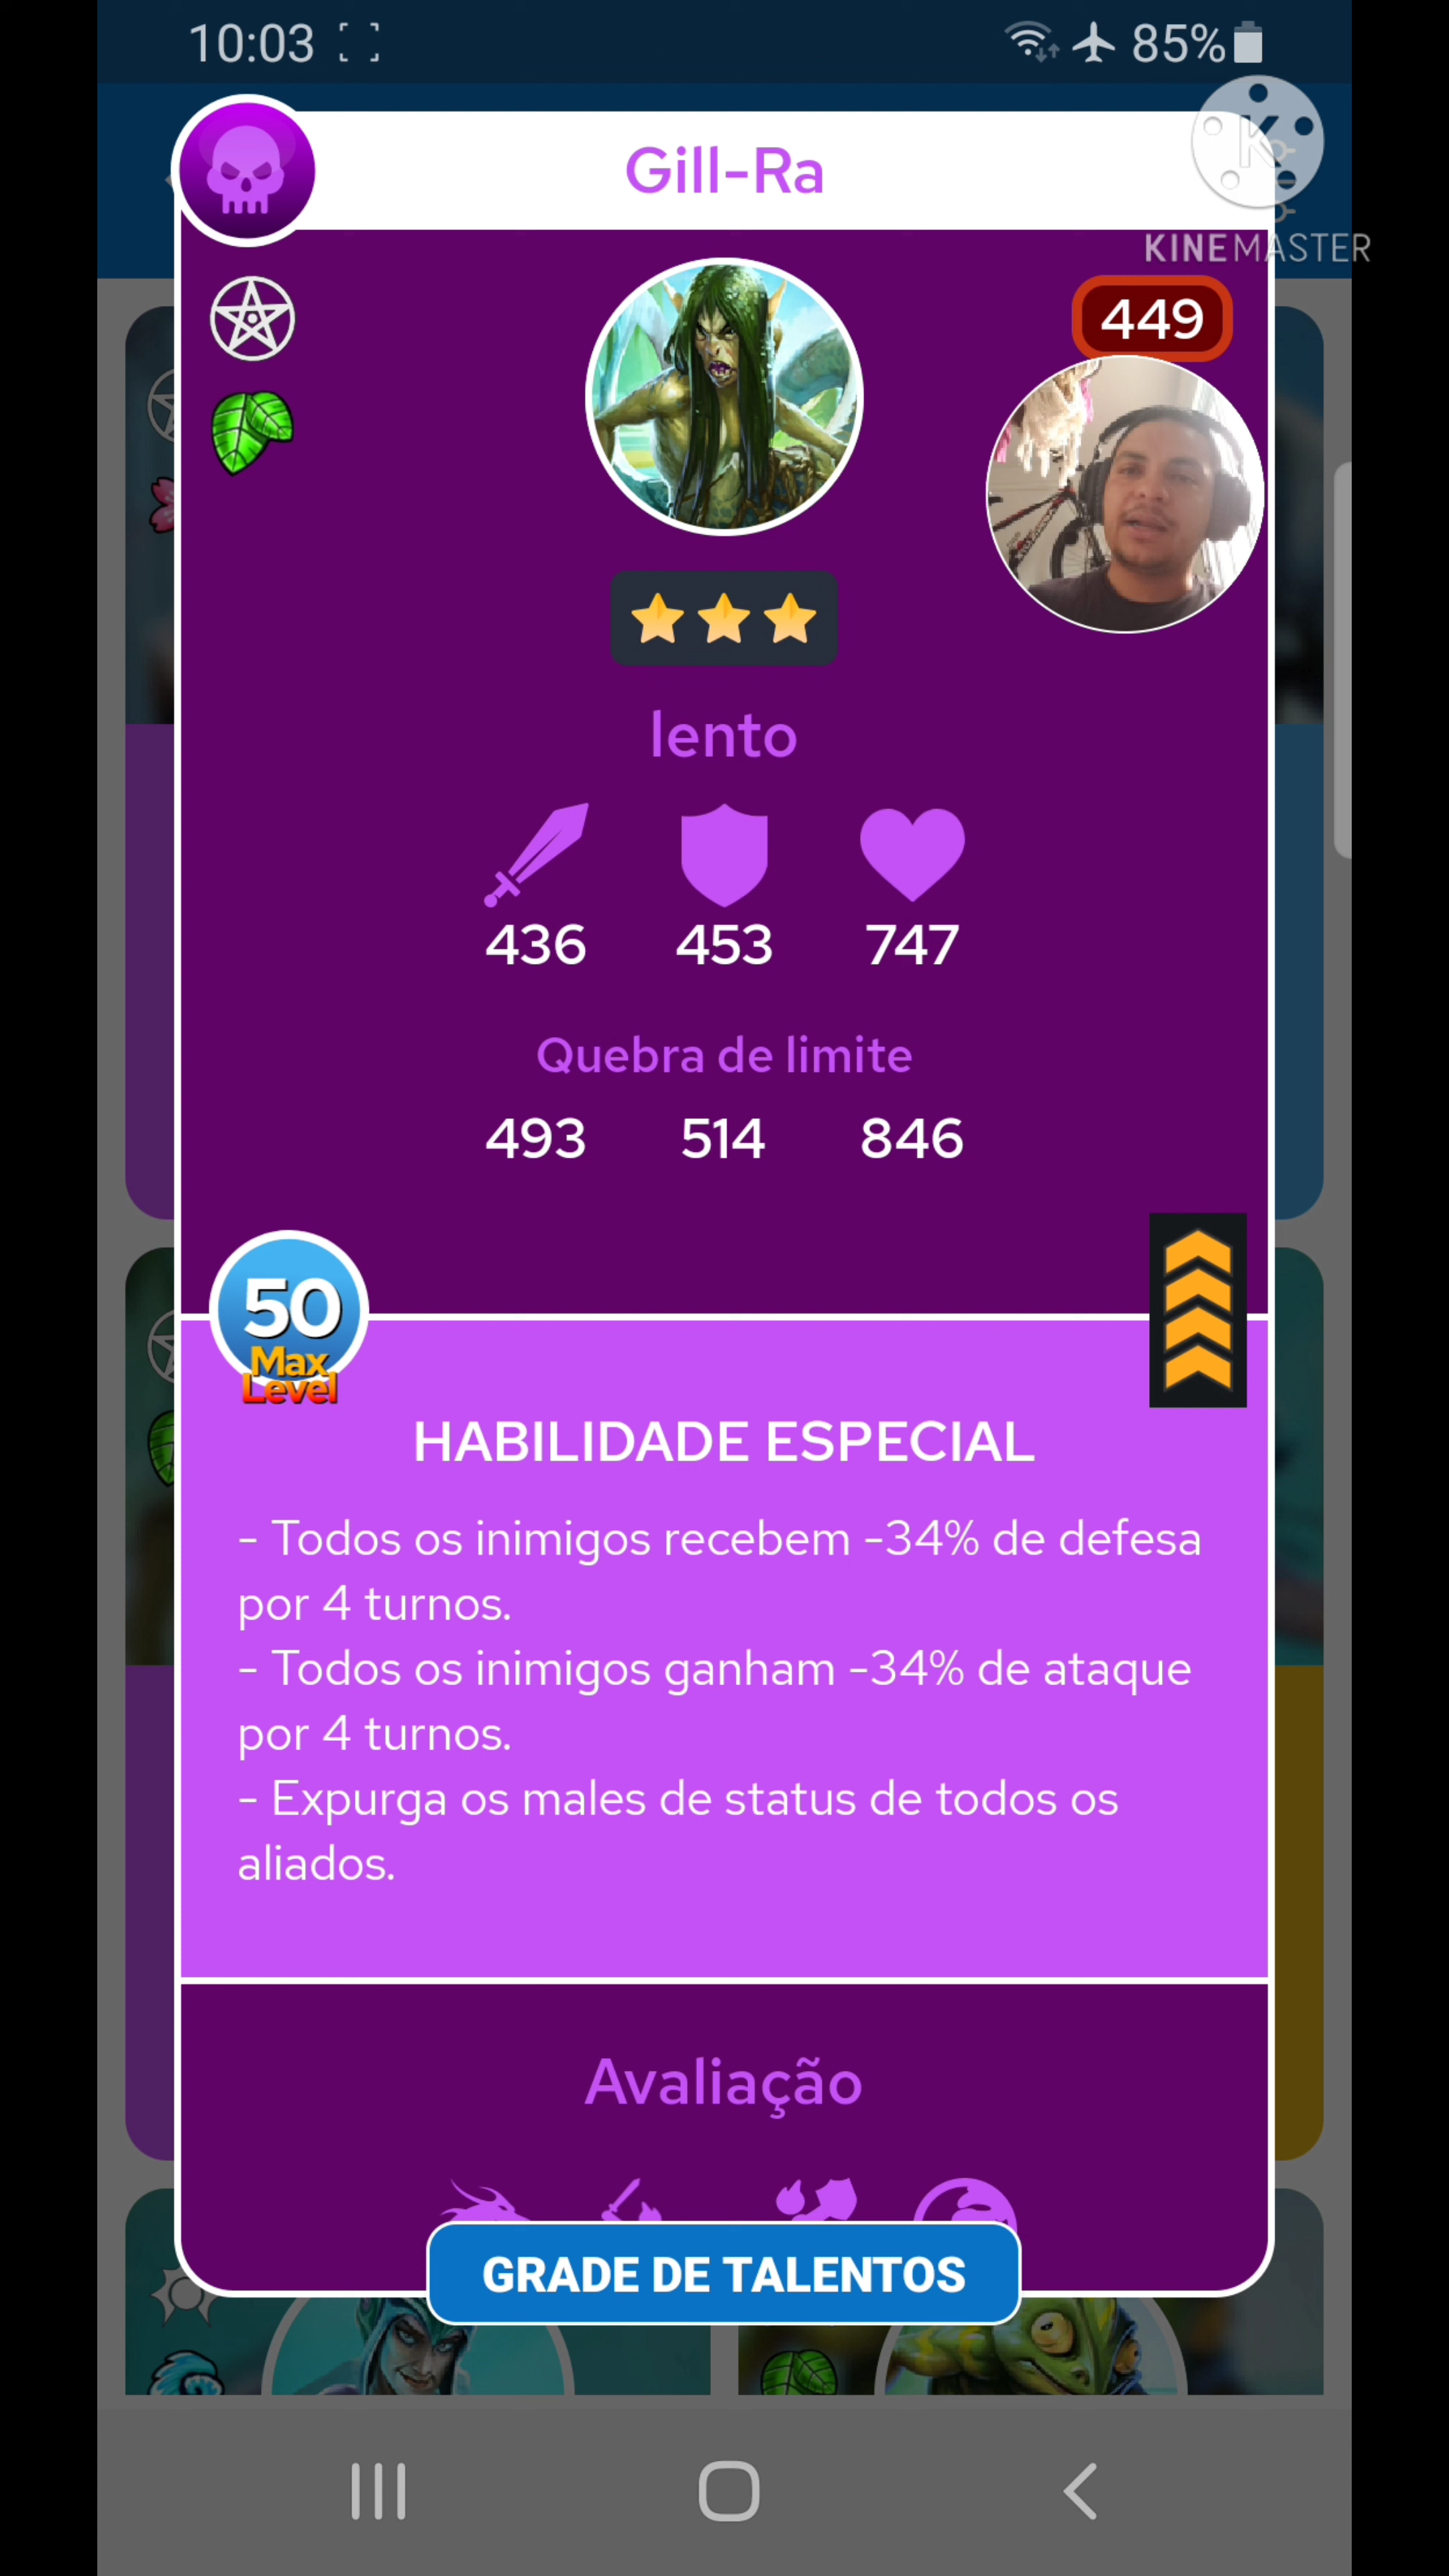 10:03
85%
Gill-Ra
K
KINEMASTER
449
lento
436 453 747
Quebra de limite
493 514 846
50
Max
Level
HABILIDADE ESPECIAL
- Todos os inimigos recebem -34% de defesa
por 4 turnos.
- Todos os inimigos ganham -34% de ataque
por 4 turnos.
- Expurga os males de status de todos os
aliados.
Avaliação
GRADE DE TALENTOS